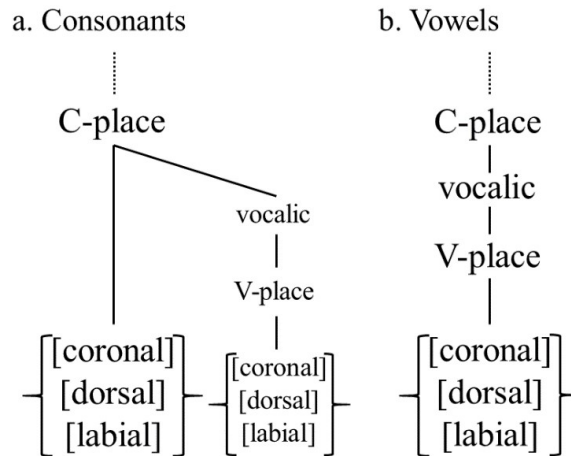 a. Consonants
C-place
vocalic
V-place
[coronal]
[dorsal]
[labial]
[coronal]
[dorsal]
[labial]
b. Vowels
C-place
vocalic
V-place
[coronal]
[dorsal]
[labial]